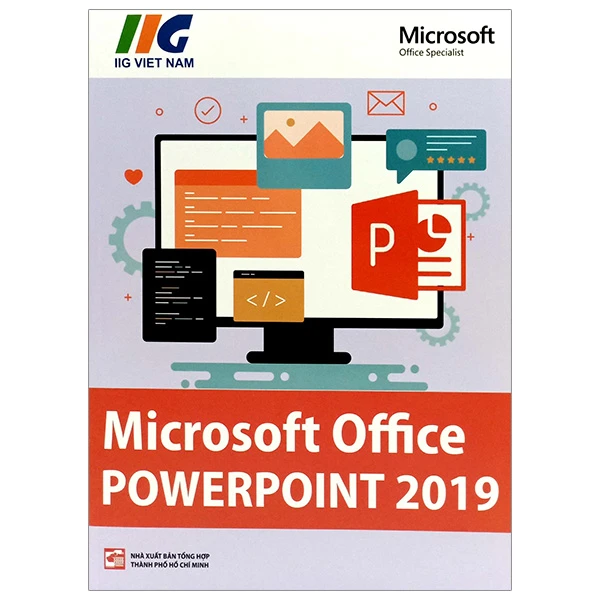 IIG
IIG VIET NAM
Microsoft
Office Specialist
</>
P
Microsoft Office
POWERPOINT 2019
NHÀ XUẤT BẢN TỔNG HỢP
THÀNH PHỐ HỒ CHÍ MINH